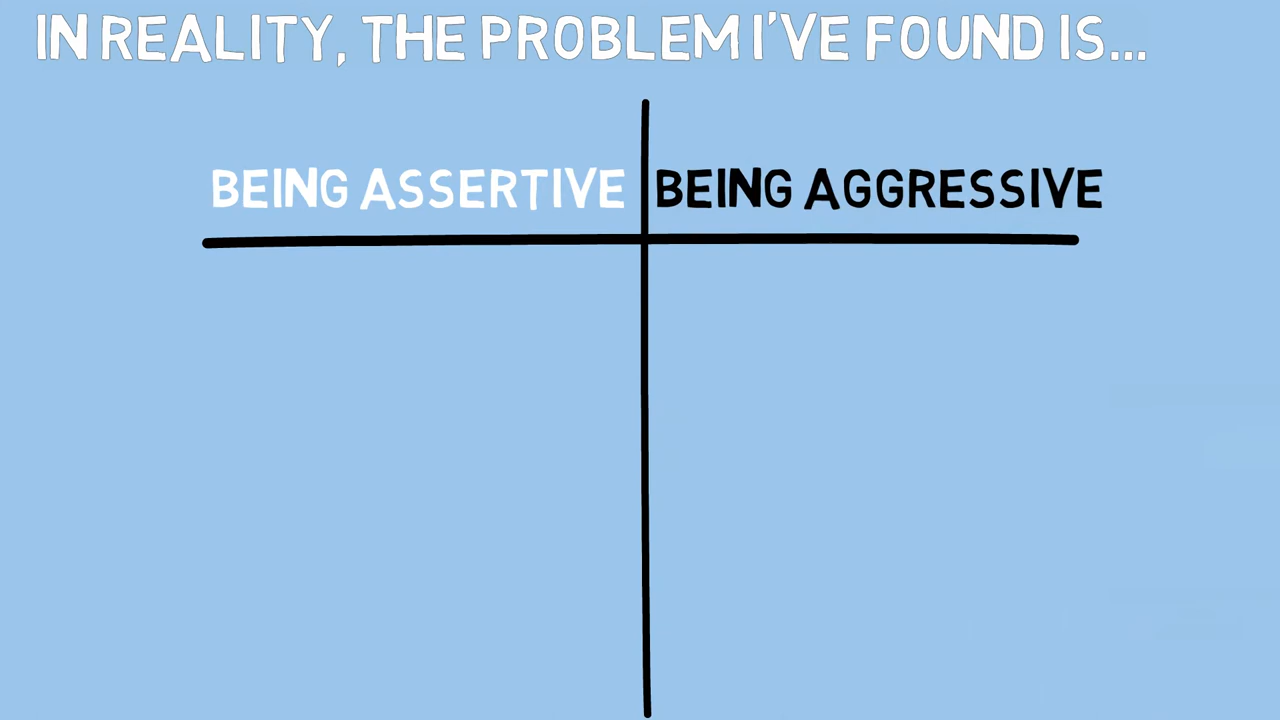 IN REALITY, THE PROBLEM I'VE FOUND IS...
BEING ASSERTIVE
BEING AGGRESSIVE